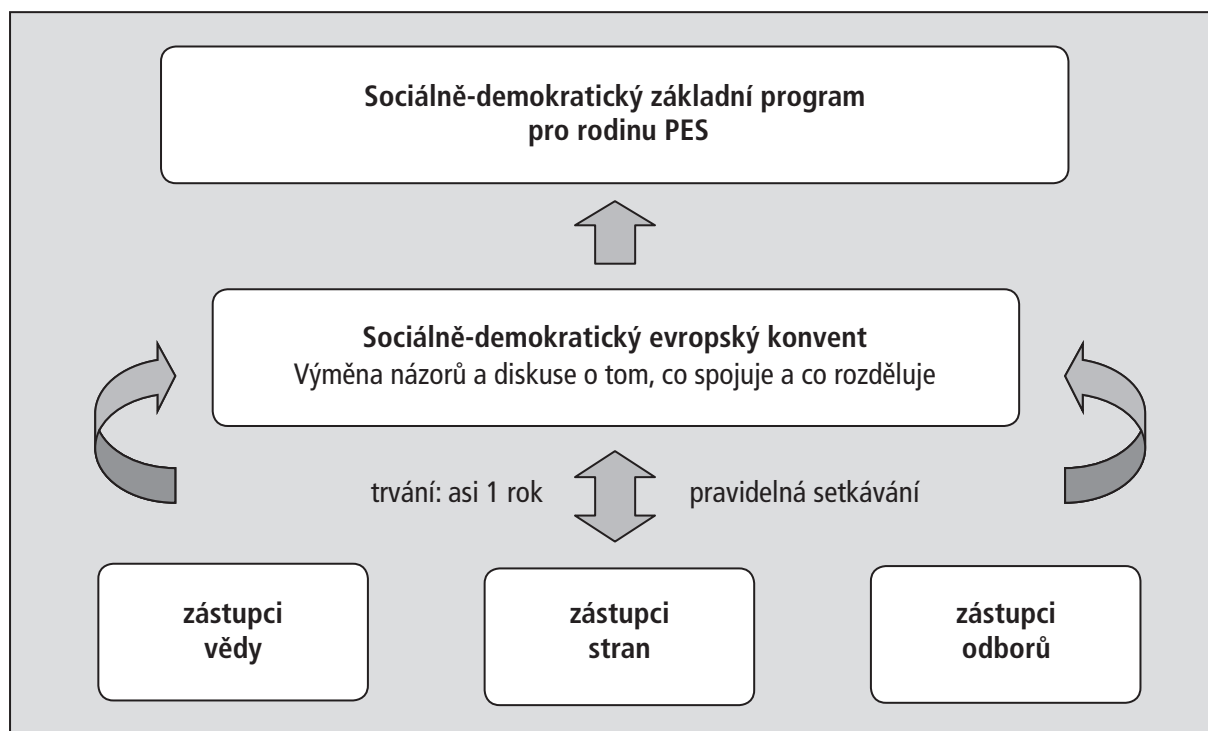 Sociálně-demokratický základní program
pro rodinu PES
Sociálně-demokratický evropský konvent
Výměna názorů a diskuse o tom, co spojuje a co rozděluje
trvání: asi 1 rok
pravidelná setkávání
zástupci
vědy
zástupci
stran
zástupci
odborů